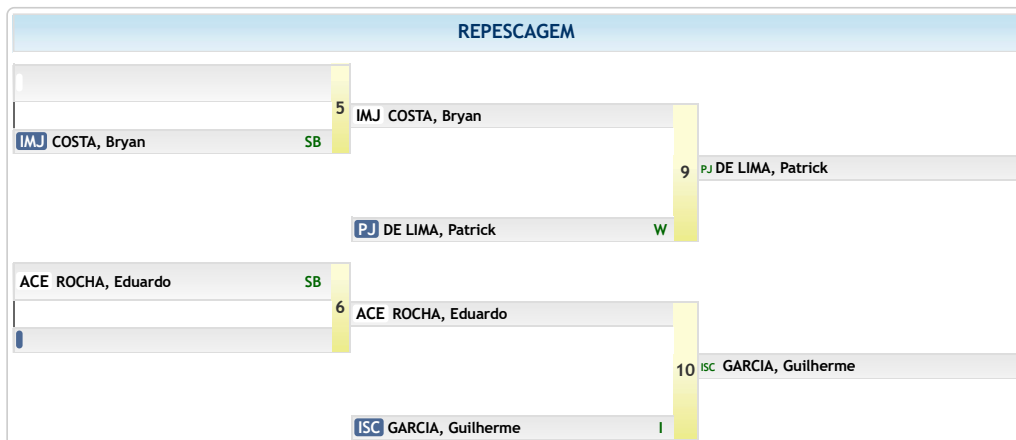 REPESCAGEM
5
IMJ COSTA, Bryan
IMJ COSTA, Bryan SB
9
PJ DE LIMA, Patrick
PJ DE LIMA, Patrick W
ACE ROCHA, Eduardo SB
6
ACE ROCHA, Eduardo
10
ISC GARCIA, Guilherme
ISC GARCIA, Guilherme I